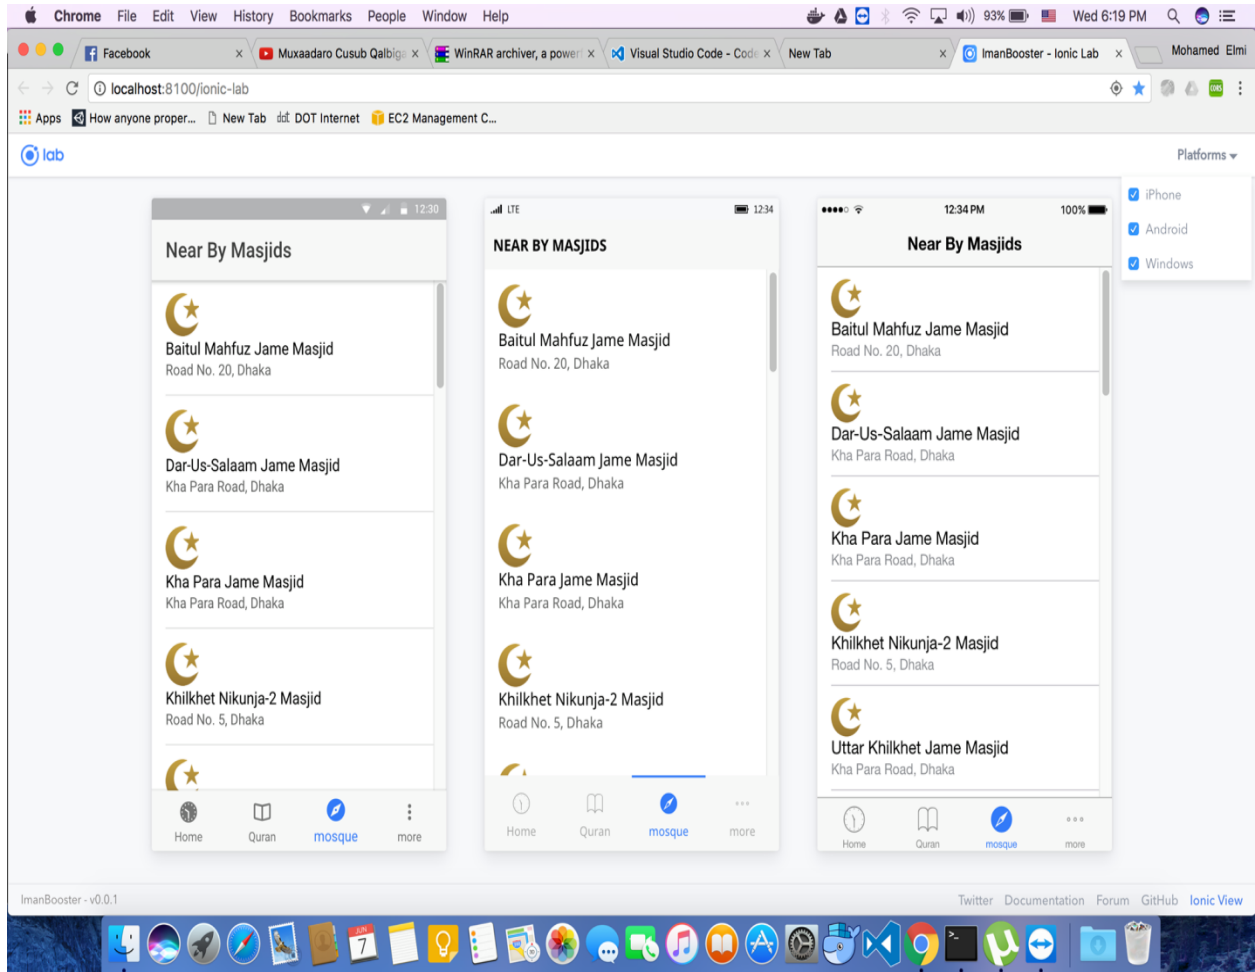 Chrome File Edit View History Bookmarks People Window Help 93% Wed 6:19 PM
Facebook Muxaadaro Cusub Qalbiga WinRAR archiver, a power Visual Studio Code - Code New Tab ImanBooster - Ionic Lab Mohamed Elmi
localhost:8100/ionic-lab CORS
Apps How anyone proper... New Tab dot DOT Internet EC2 Management C...
lab Platforms
iPhone
Android
Windows
12:30
Near By Masjids
Baitul Mahfuz Jame Masjid
Road No. 20, Dhaka
Dar-Us-Salaam Jame Masjid
Kha Para Road, Dhaka
Kha Para Jame Masjid
Kha Para Road, Dhaka
Khilkhet Nikunja-2 Masjid
Road No. 5, Dhaka
Home Quran mosque more
LTE 12:34
NEAR BY MASJIDS
Baitul Mahfuz Jame Masjid
Road No. 20, Dhaka
Dar-Us-Salaam Jame Masjid
Kha Para Road, Dhaka
Kha Para Jame Masjid
Kha Para Road, Dhaka
Khilkhet Nikunja-2 Masjid
Road No. 5, Dhaka
Home Quran mosque more
12:34 PM 100%
Near By Masjids
Baitul Mahfuz Jame Masjid
Road No. 20, Dhaka
Dar-Us-Salaam Jame Masjid
Kha Para Road, Dhaka
Kha Para Jame Masjid
Kha Para Road, Dhaka
Khilkhet Nikunja-2 Masjid
Road No. 5, Dhaka
Uttar Khilkhet Jame Masjid
Kha Para Road, Dhaka
Home Quran mosque more
ImanBooster - v0.0.1 Twitter Documentation Forum GitHub Ionic View
JUN
7